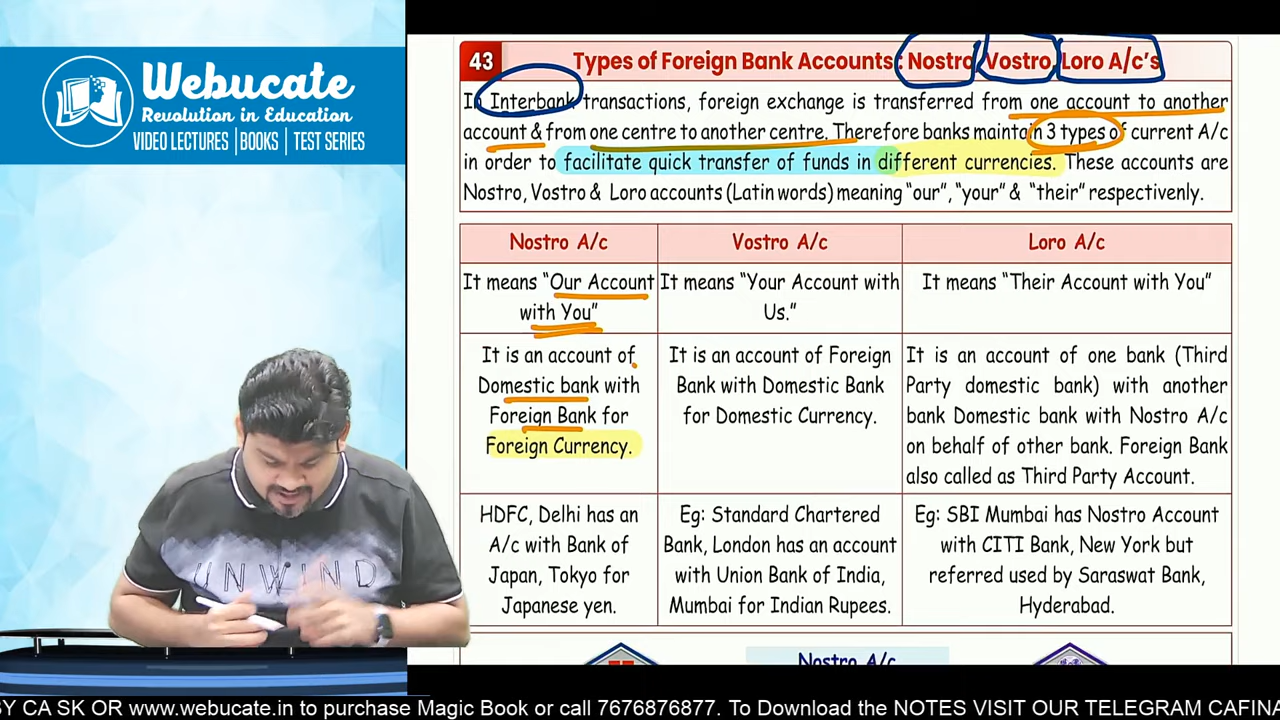 Webucate
Revolution in Education
VIDEO LECTURES | BOOKS | TEST SERIES
43 Types of Foreign Bank Accounts: Nostro, Vostro, Loro A/c's
In Interbank transactions, foreign exchange is transferred from one account to another
account & from one centre to another centre. Therefore banks maintain 3 types of current A/c
in order to facilitate quick transfer of funds in different currencies. These accounts are
Nostro, Vostro & Loro accounts (Latin words) meaning "our", "your" & "their" respectivenly.
Nostro A/c
Vostro A/c
Loro A/c
It means "Our Account
with You"
It means "Your Account with
Us."
It means "Their Account with You"
It is an account of
Domestic bank with
Foreign Bank for
Foreign Currency.
It is an account of Foreign
Bank with Domestic Bank
for Domestic Currency.
It is an account of one bank (Third
Party domestic bank) with another
bank Domestic bank with Nostro A/c
on behalf of other bank. Foreign Bank
also called as Third Party Account.
HDFC, Delhi has an
A/c with Bank of
Japan, Tokyo for
Japanese yen.
Eg: Standard Chartered
Bank, London has an account
with Union Bank of India,
Mumbai for Indian Rupees.
Eg: SBI Mumbai has Nostro Account
with CITI Bank, New York but
referred used by Saraswat Bank,
Hyderabad.
Nostro A/c
UNWIND
BY CA SK OR www.webucate.in to purchase Magic Book or call 7676876877. To Download the NOTES VISIT OUR TELEGRAM CAFINA